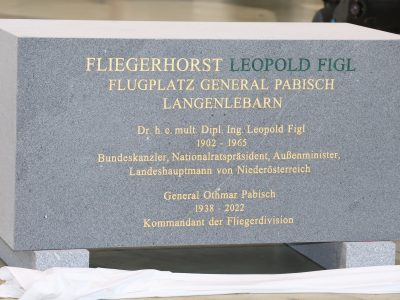 FLIEGERHORST LEOPOLD FIGL
FLUGPLATZ GENERAL PABISCH
LANGENLEBARN
Dr. h. c. mult. Dipl. Ing. Leopold Figl
1902 - 1965
Bundeskanzler, Nationalratspräsident, Außenminister,
Landeshauptmann von Niederösterreich
General Othmar Pabisch
1938 - 2022
Kommandant der Fliegerdivision